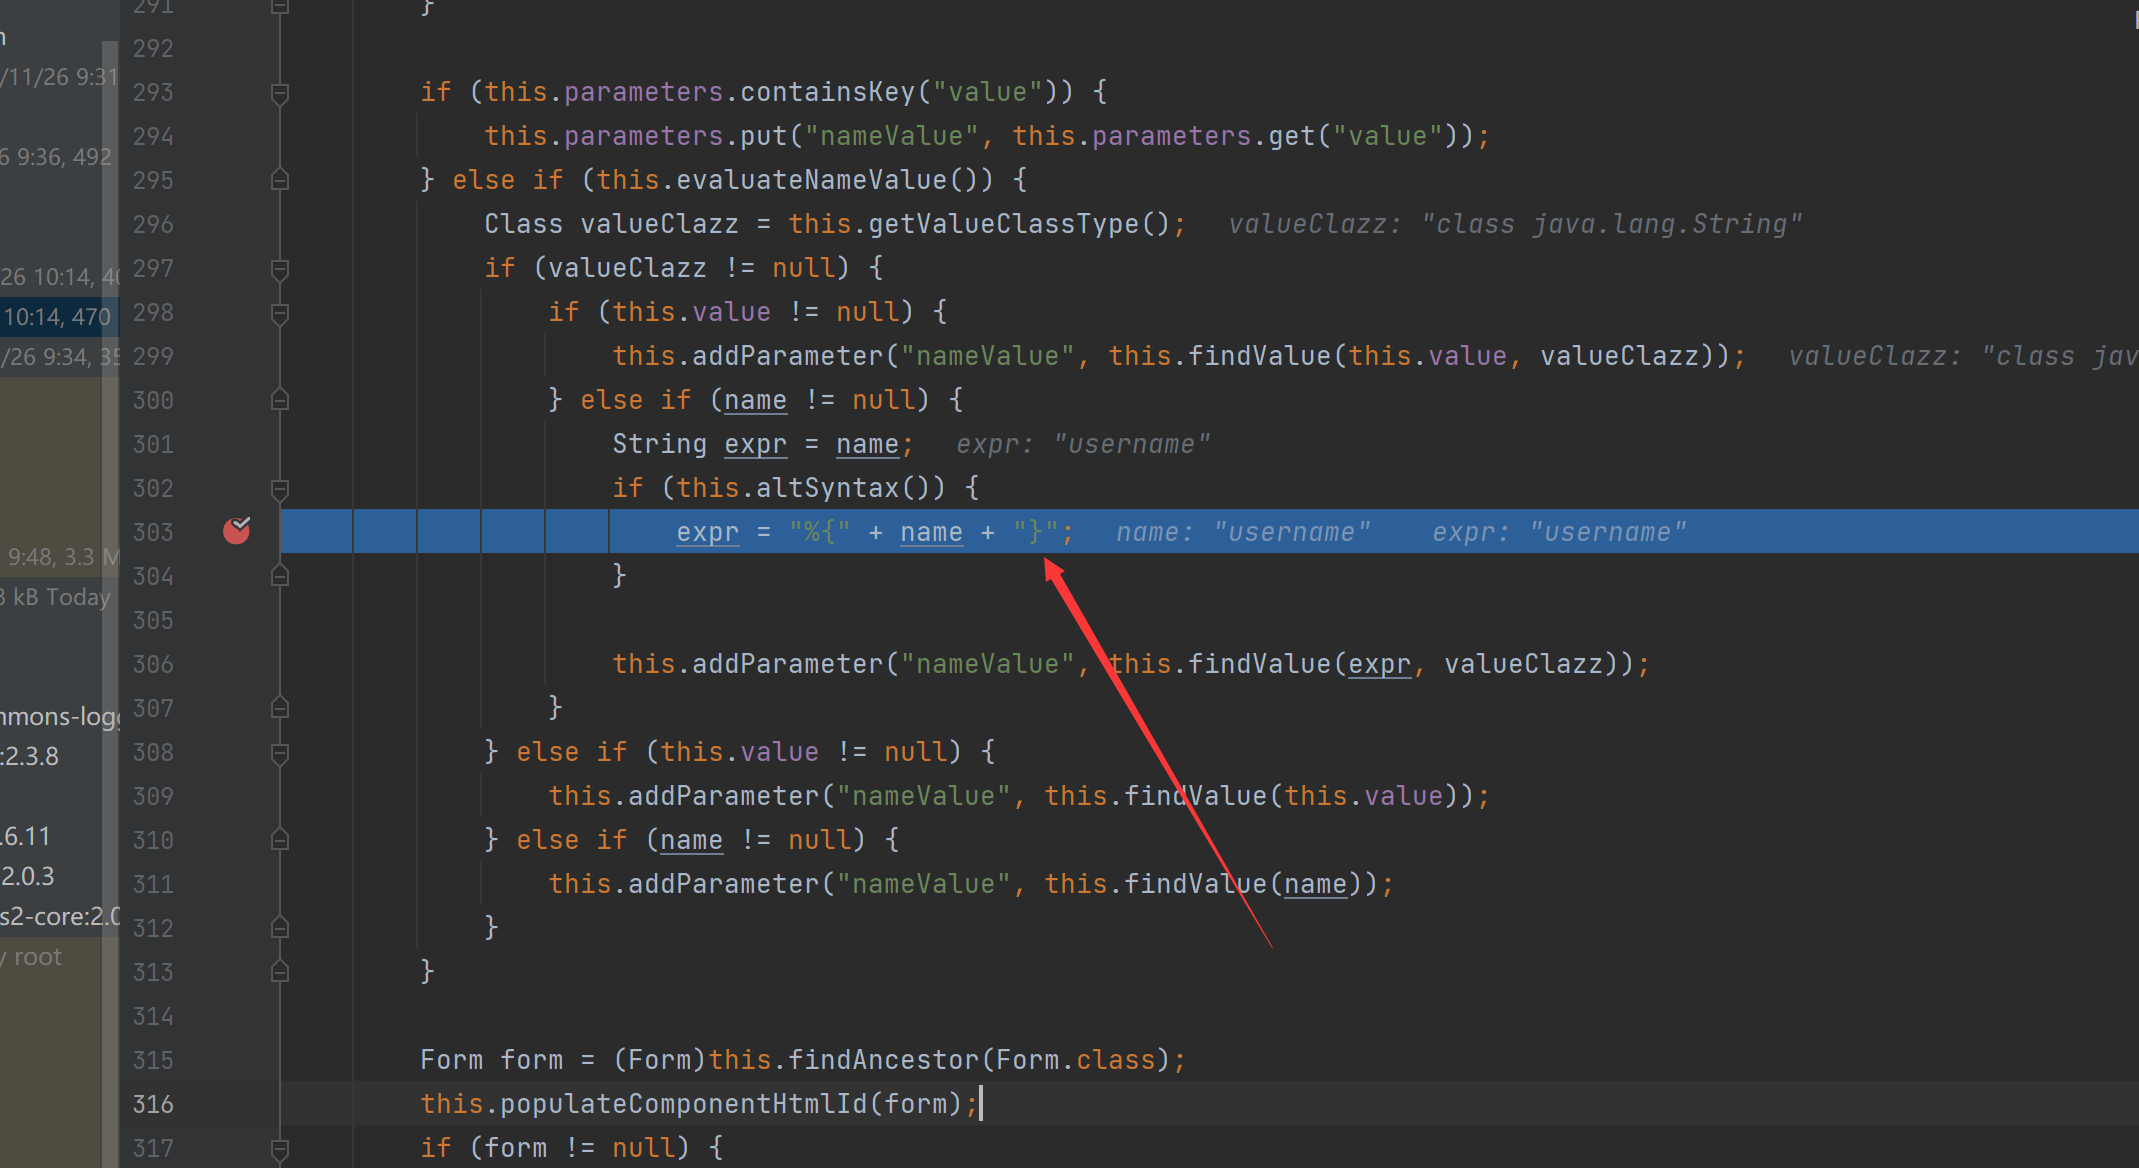 291 }
n
292
/11/26 9:31
293 if (this.parameters.containsKey("value")) {
294 this.parameters.put("nameValue", this.parameters.get("value"));
6 9:36, 492
295 } else if (this.evaluateNameValue()) {
296 Class valueClazz = this.getValueClassType(); valueClazz: "class java.lang.String"
297 if (valueClazz != null) {
/26 10:14, 40
298 if (this.value != null) {
10:14, 470
299 this.addParameter("nameValue", this.findValue(this.value, valueClazz)); valueClazz: "class jav
/26 9:34, 35
300 } else if (name != null) {
301 String expr = name; expr: "username"
302 if (this.altSyntax()) {
303 expr = "%{" + name + "}"; name: "username" expr: "username"
9:48, 3.3 M
304 }
kB Today
305
306 this.addParameter("nameValue", this.findValue(expr, valueClazz));
307 }
mmons-logg
308 } else if (this.value != null) {
:2.3.8
309 this.addParameter("nameValue", this.findValue(this.value));
310 } else if (name != null) {
.6.11
311 this.addParameter("nameValue", this.findValue(name));
2.0.3
312 }
s2-core:2.0
313 }
y root
314
315 Form form = (Form)this.findAncestor(Form.class);
316 this.populateComponentHtmlId(form);
317 if (form != null) {